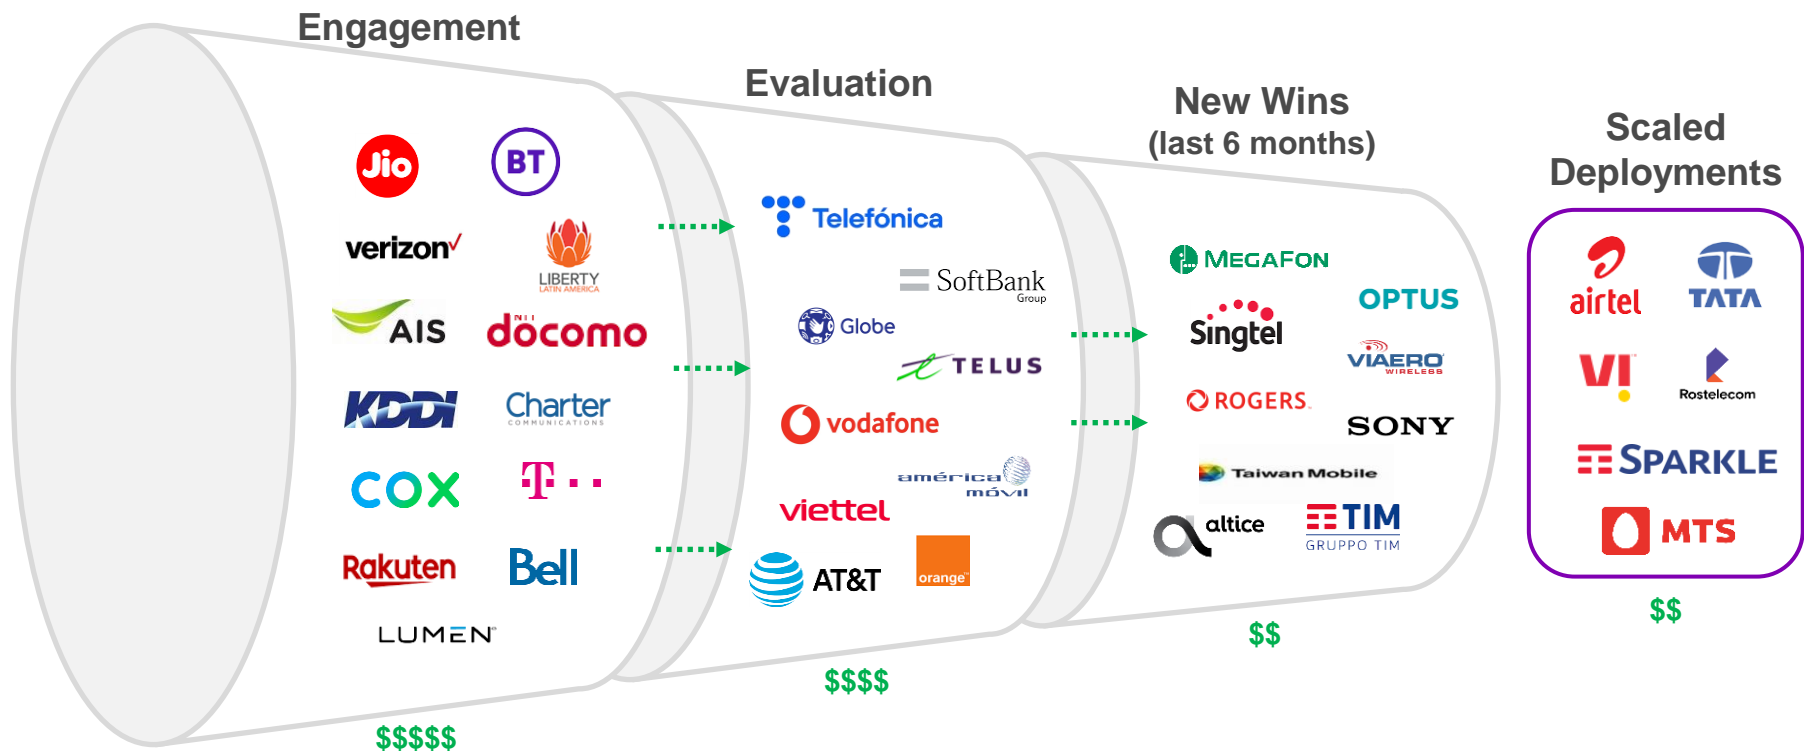 Engagement
Evaluation
New Wins
(last 6 months)
Scaled
Deployments
Jio
BT
verizon
LIBERTY
LATIN AMERICA
AIS
NTT
döcomo
KDDI
Charter
COMMUNICATIONS
COX
T
Rakuten
Bell
LUMEN
$$$$$
Telefónica
SoftBank
Group
Globe
TELUS
vodafone
américa
móvil
viettel
AT&T
orange
$$$$
MEGAFON
OPTUS
Singtel
VIAERO
WIRELESS
ROGERS
SONY
Taiwan Mobile
altice
TIM
GRUPPO TIM
$$
airtel
TATA
VI
Rostelecom
SPARKLE
MTS
$$